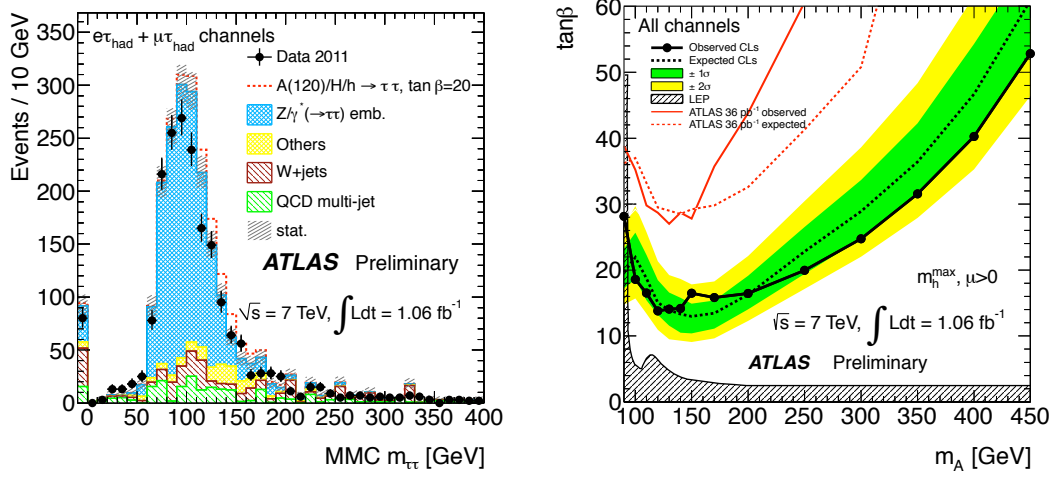 Events / 10 GeV
eτhad + μτhad channels
Data 2011
A(120)/H/h → ττ, tan β=20
Z/γ*(→ττ) emb.
Others
W+jets
QCD multi-jet
stat.
ATLAS Preliminary
√s = 7 TeV, ∫Ldt = 1.06 fb⁻¹
350
300
250
200
150
100
50
0
0 50 100 150 200 250 300 350 400
MMC mττ [GeV]
tanβ
All channels
Observed CLs
Expected CLs
± 1σ
± 2σ
LEP
ATLAS 36 pb⁻¹ observed
ATLAS 36 pb⁻¹ expected
mhmax, μ>0
√s = 7 TeV, ∫Ldt = 1.06 fb⁻¹
ATLAS Preliminary
60
50
40
30
20
10
0
100 150 200 250 300 350 400 450
mA [GeV]